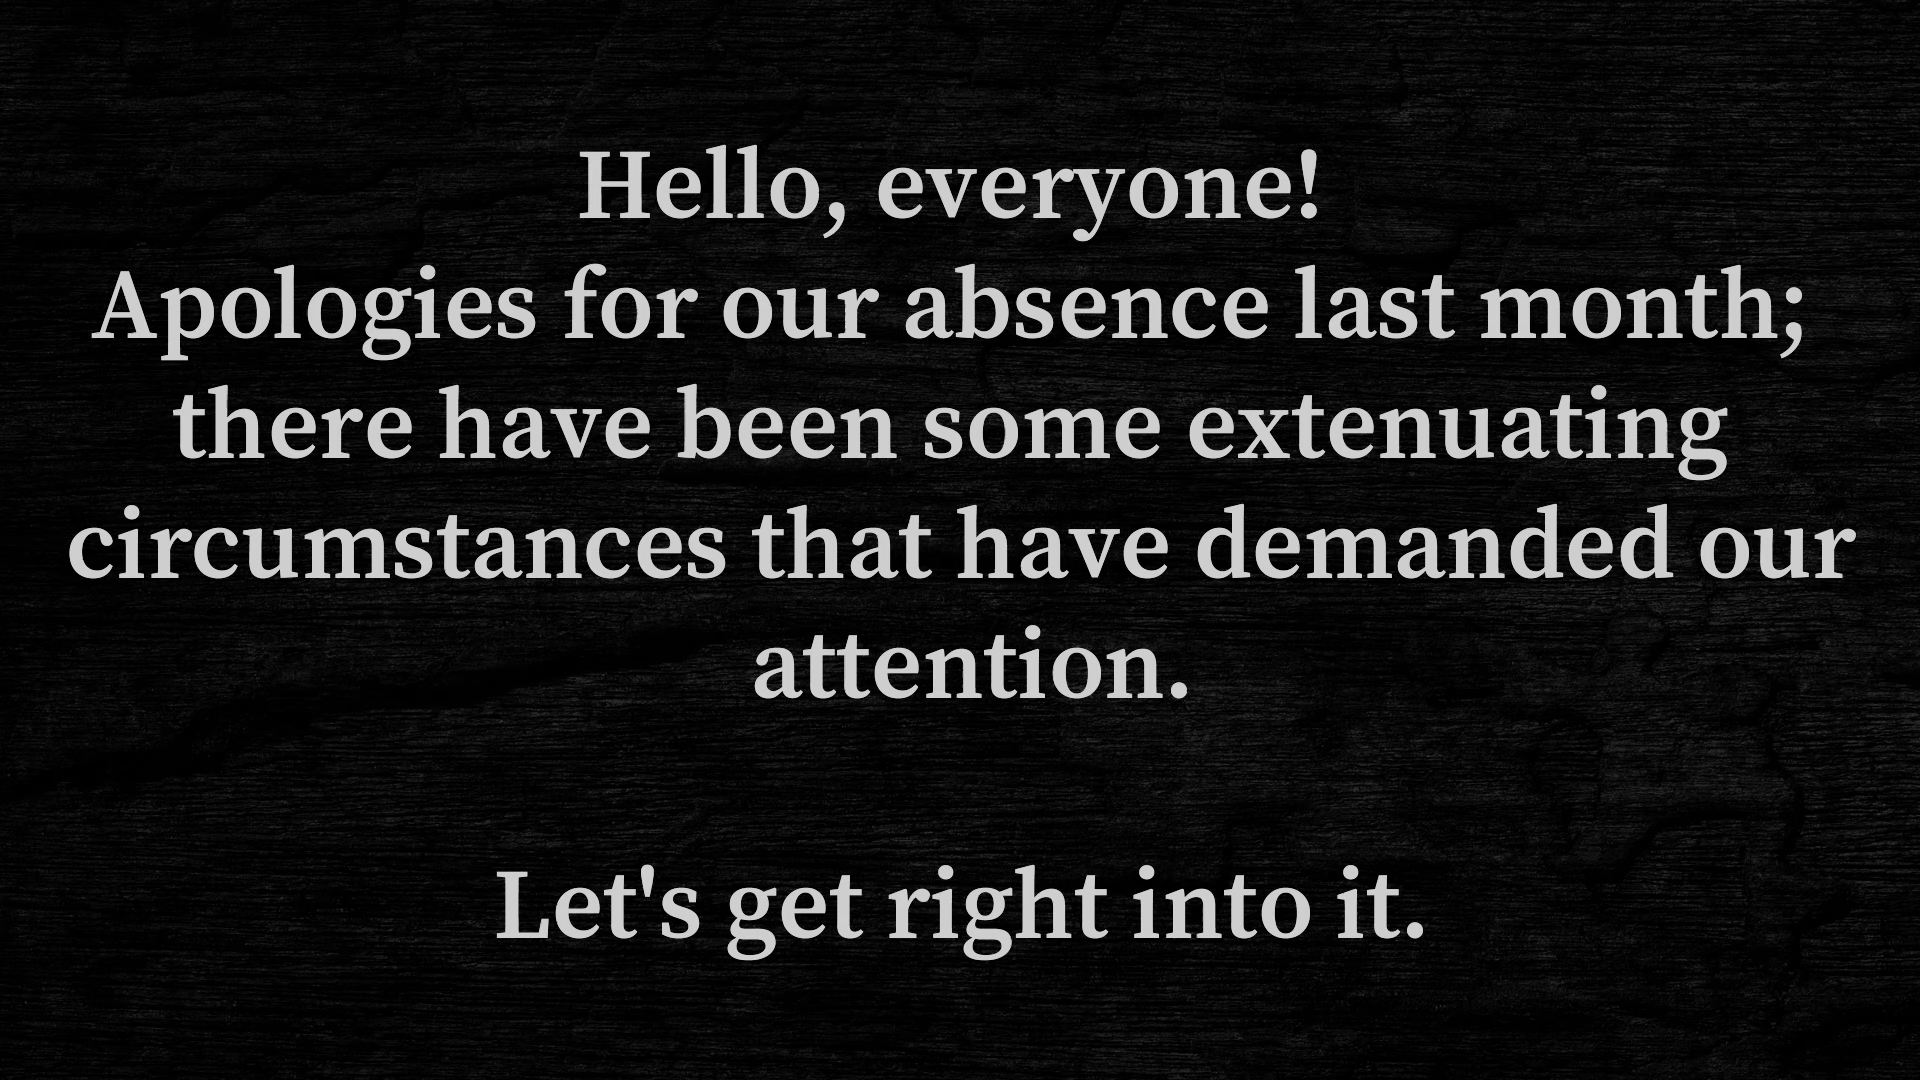 Hello, everyone!
Apologies for our absence last month;
there have been some extenuating
circumstances that have demanded our
attention.
Let's get right into it.